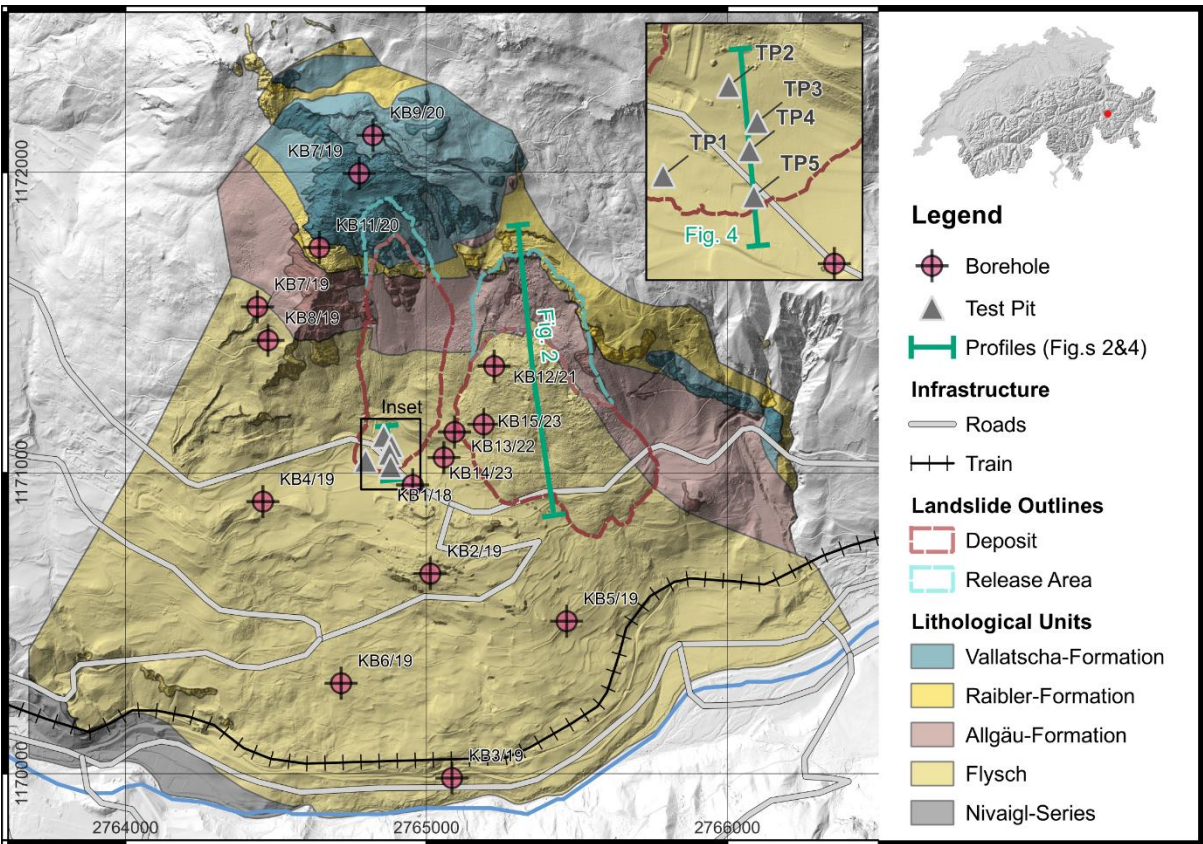 TP2
TP3
TP4
TP1
TP5
Fig. 4
KB9/20
KB7/19
KB11/20
KB7/19
KB8/19
Fig. 2
KB12/21
Inset
KB15/23
KB13/22
KB14/23
KB4/19
KB1/18
KB2/19
KB5/19
KB6/19
KB3/19
1172000
1171000
1170000
2764000
2765000
2766000
Legend
Borehole
Test Pit
Profiles (Fig.s 2&4)
Infrastructure
Roads
Train
Landslide Outlines
Deposit
Release Area
Lithological Units
Vallatscha-Formation
Raibler-Formation
Allgäu-Formation
Flysch
Nivaigl-Series